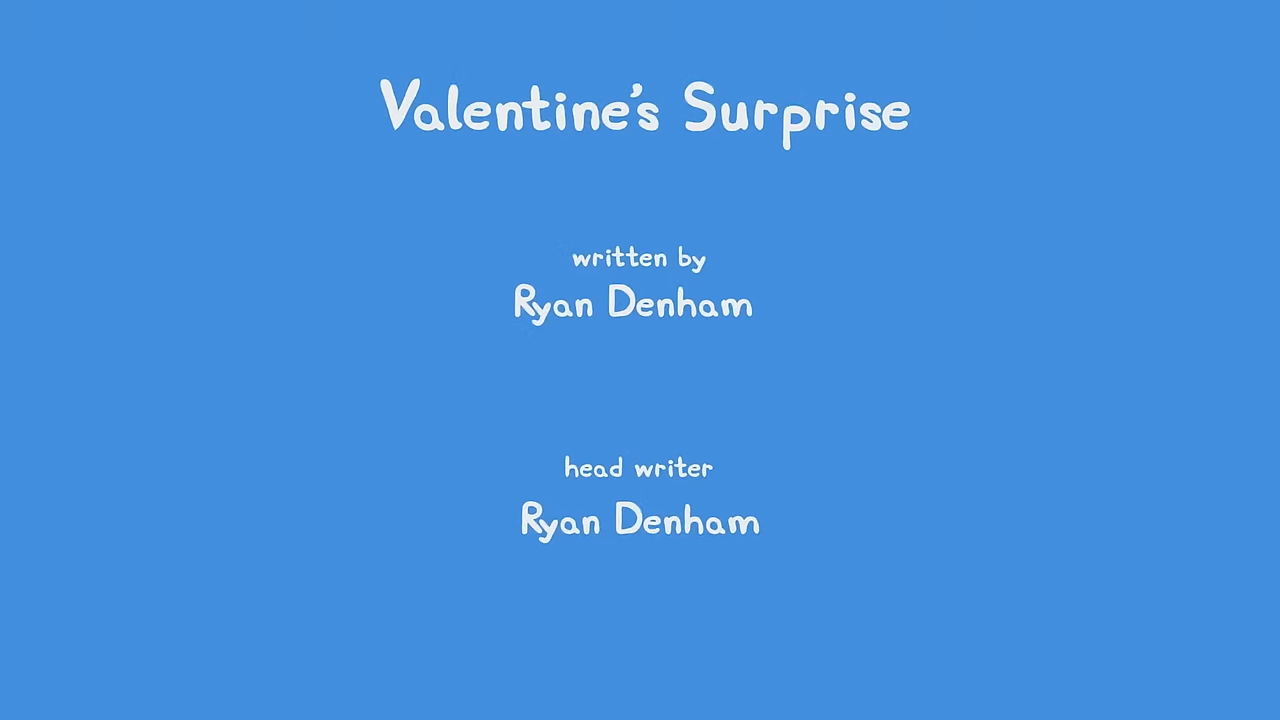 Valentine's Surprise
written by
Ryan Denham
head writer
Ryan Denham